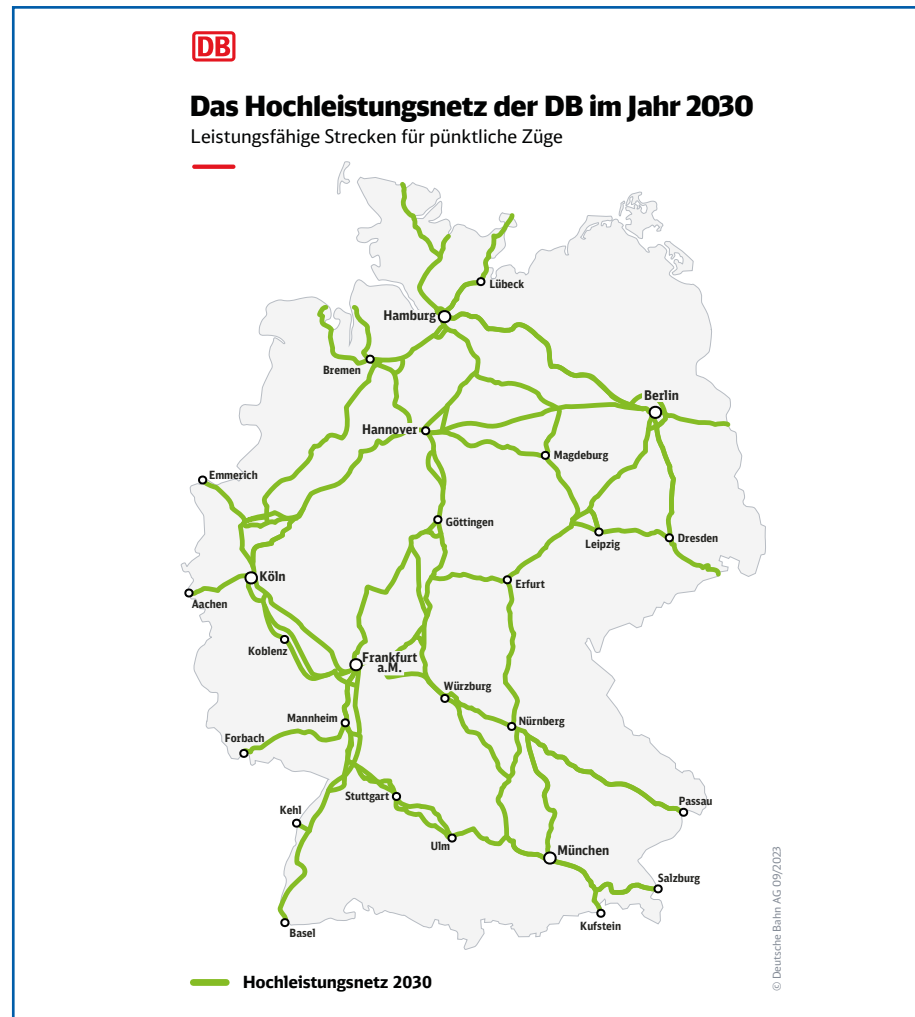 DB
Das Hochleistungsnetz der DB im Jahr 2030
Leistungsfähige Strecken für pünktliche Züge
Lübeck
Hamburg
Bremen
Berlin
Hannover
Magdeburg
Emmerich
Göttingen
Leipzig
Dresden
Köln
Erfurt
Aachen
Koblenz
Frankfurt
a.M.
Würzburg
Mannheim
Nürnberg
Forbach
Stuttgart
Kehl
Passau
Ulm
München
Salzburg
Kufstein
Basel
Hochleistungsnetz 2030
© Deutsche Bahn AG 09/2023